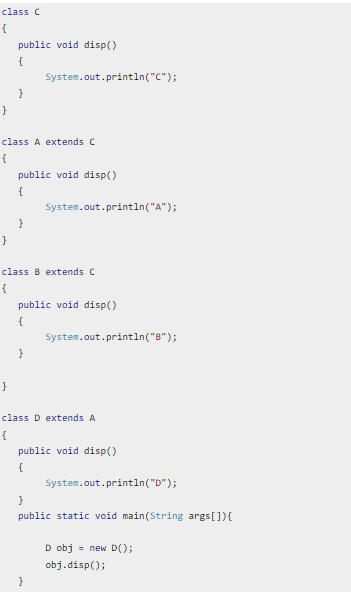 class C
{
public void disp()
{
System.out.println("C");
}
}
class A extends C
{
public void disp()
{
System.out.println("A");
}
}
class B extends C
{
public void disp()
{
System.out.println("B");
}
}
class D extends A
{
public void disp()
{
System.out.println("D");
}
public static void main(String args[]){
D obj = new D();
obj.disp();
}